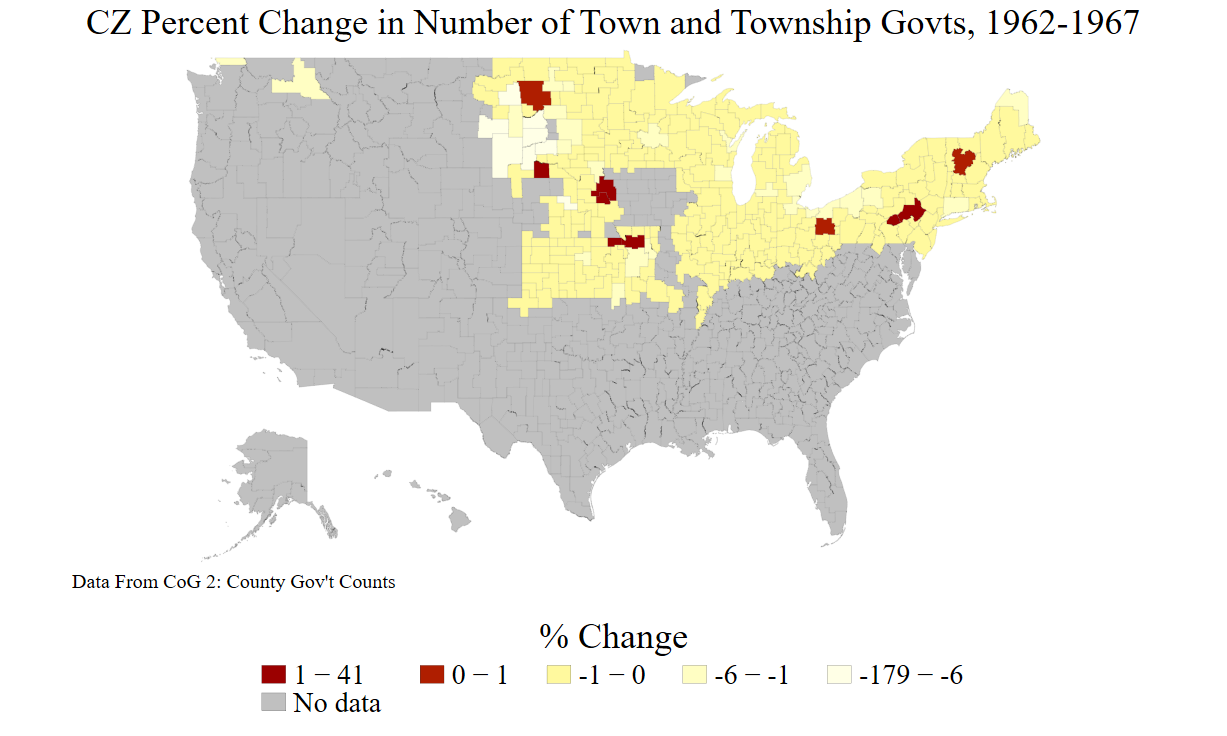 CZ Percent Change in Number of Town and Township Govts, 1962-1967
Data From CoG 2: County Gov't Counts
% Change
1 − 41 0 − 1 -1 − 0 -6 − -1 -179 − -6
No data